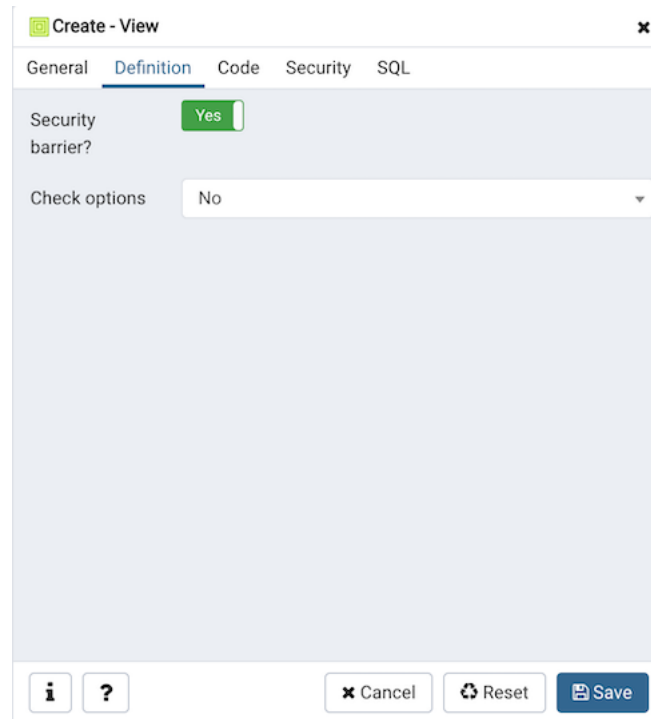 Create - View
General Definition Code Security SQL
Security Yes
barrier?
Check options No
i ? Cancel Reset Save